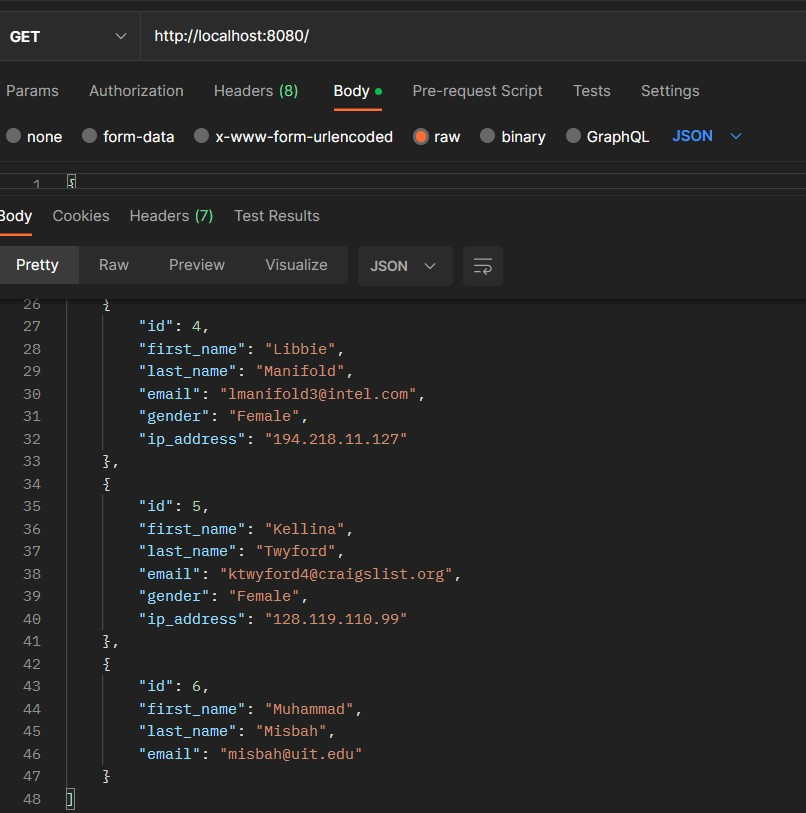 GET http://localhost:8080/
Params Authorization Headers (8) Body Pre-request Script Tests Settings
none form-data x-www-form-urlencoded raw binary GraphQL JSON
1 {
Body Cookies Headers (7) Test Results
Pretty Raw Preview Visualize JSON
26 {
27 "id": 4,
28 "first_name": "Libbie",
29 "last_name": "Manifold",
30 "email": "lmanifold3@intel.com",
31 "gender": "Female",
32 "ip_address": "194.218.11.127"
33 },
34 {
35 "id": 5,
36 "first_name": "Kellina",
37 "last_name": "Twyford",
38 "email": "ktwyford4@craigslist.org",
39 "gender": "Female",
40 "ip_address": "128.119.110.99"
41 },
42 {
43 "id": 6,
44 "first_name": "Muhammad",
45 "last_name": "Misbah",
46 "email": "misbah@uit.edu"
47 }
48 ]